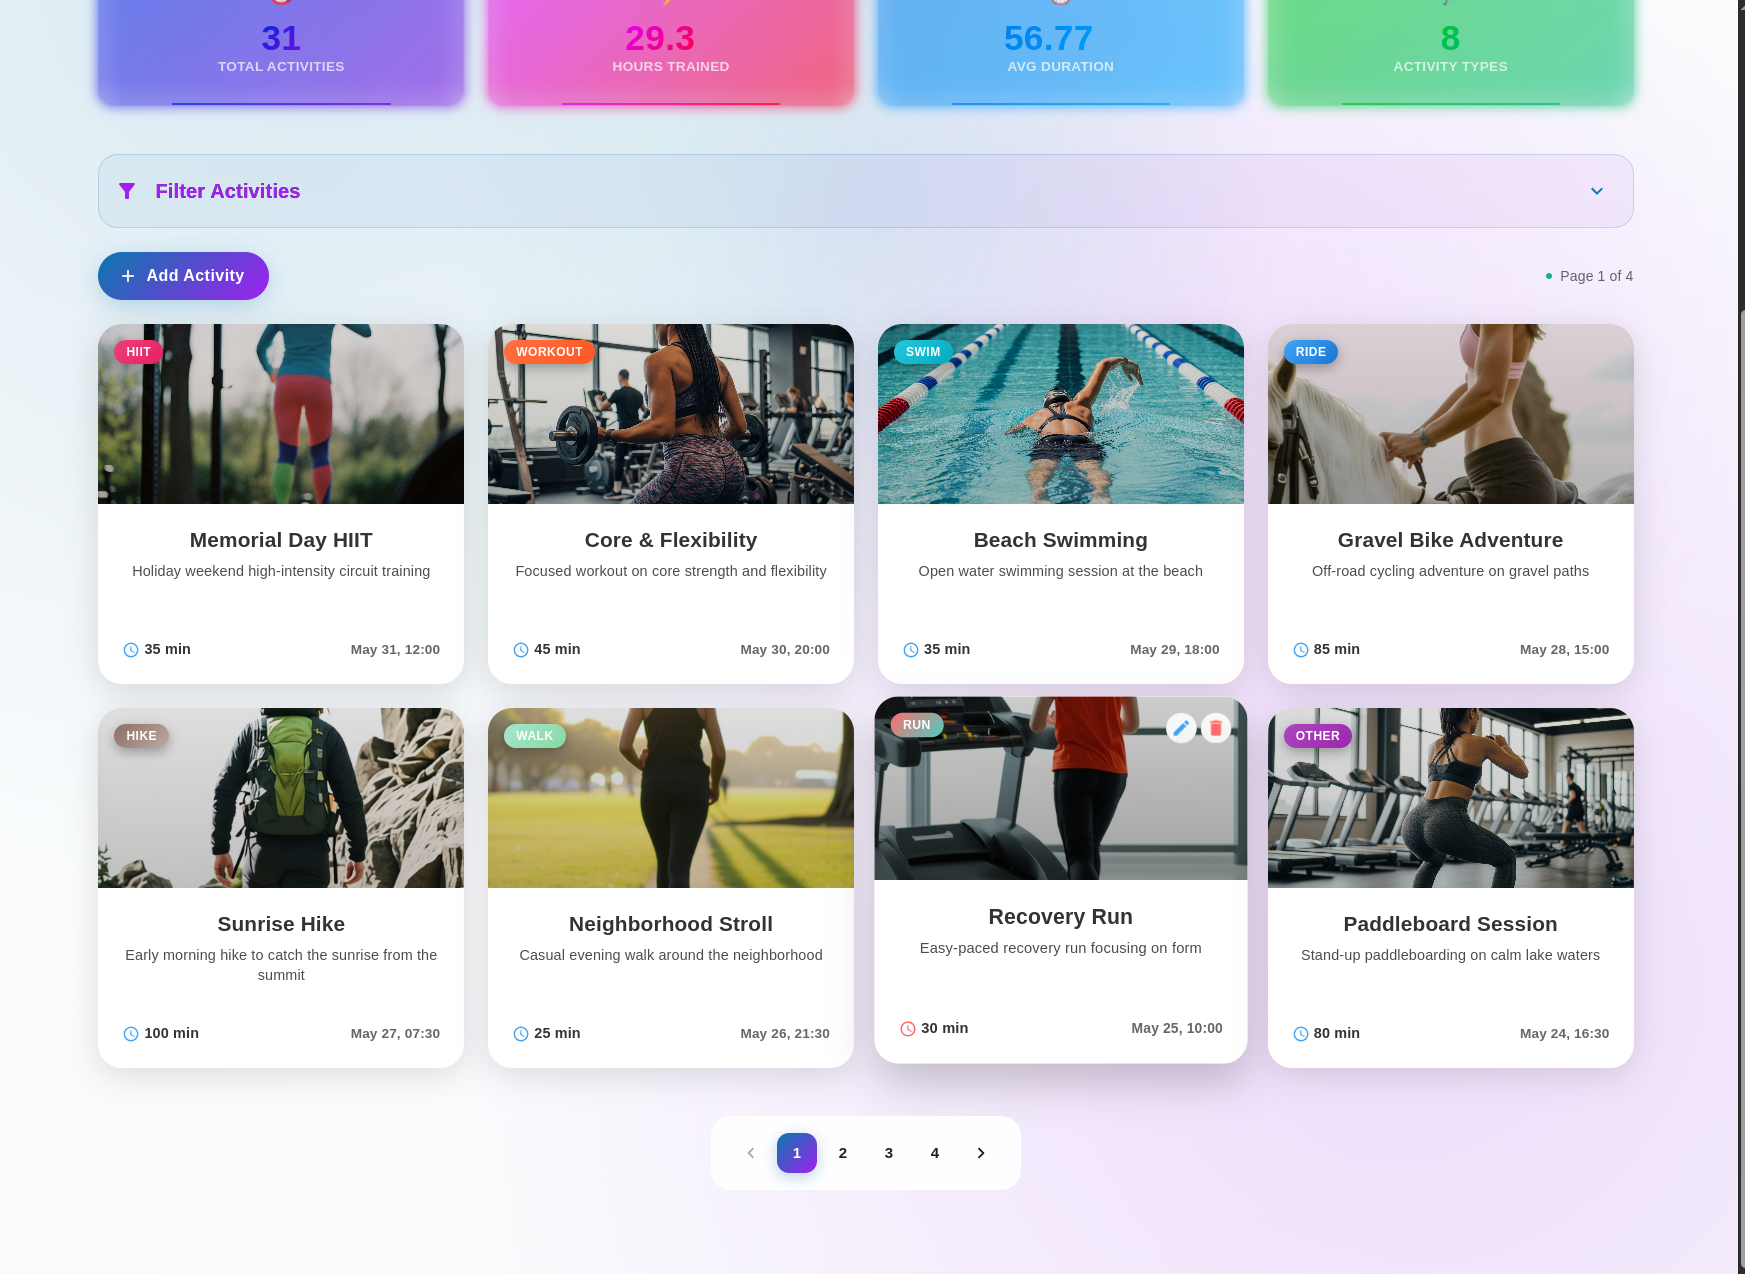 31
TOTAL ACTIVITIES
29.3
HOURS TRAINED
56.77
AVG DURATION
8
ACTIVITY TYPES
Filter Activities
Add Activity
Page 1 of 4
HIIT
Memorial Day HIIT
Holiday weekend high-intensity circuit training
35 min
May 31, 12:00
WORKOUT
Core & Flexibility
Focused workout on core strength and flexibility
45 min
May 30, 20:00
SWIM
Beach Swimming
Open water swimming session at the beach
35 min
May 29, 18:00
RIDE
Gravel Bike Adventure
Off-road cycling adventure on gravel paths
85 min
May 28, 15:00
HIKE
Sunrise Hike
Early morning hike to catch the sunrise from the
summit
100 min
May 27, 07:30
WALK
Neighborhood Stroll
Casual evening walk around the neighborhood
25 min
May 26, 21:30
RUN
Recovery Run
Easy-paced recovery run focusing on form
30 min
May 25, 10:00
OTHER
Paddleboard Session
Stand-up paddleboarding on calm lake waters
80 min
May 24, 16:30
1
2
3
4